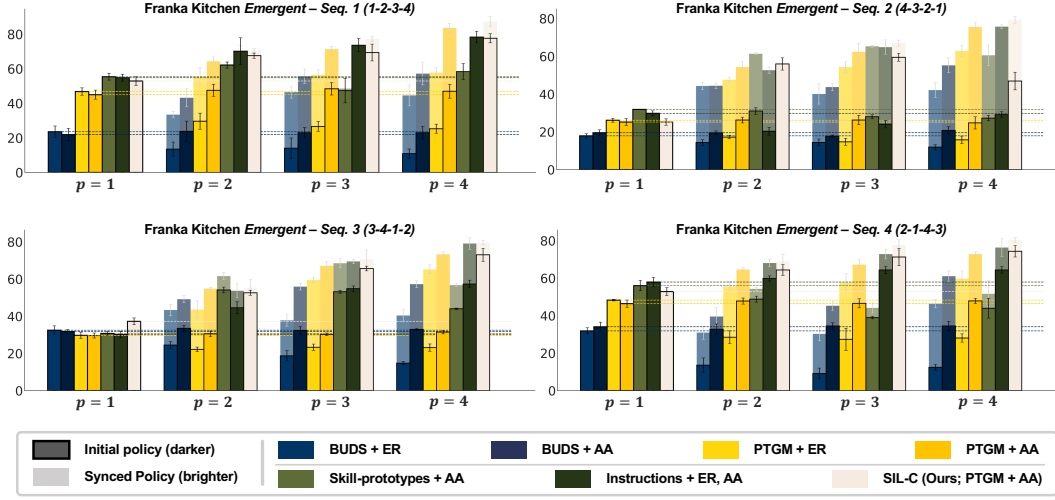 Franka Kitchen Emergent – Seq. 1 (1-2-3-4)
80
60
40
20
0
p = 1
p = 2
p = 3
p = 4
Franka Kitchen Emergent – Seq. 2 (4-3-2-1)
80
60
40
20
0
p = 1
p = 2
p = 3
p = 4
Franka Kitchen Emergent – Seq. 3 (3-4-1-2)
80
60
40
20
0
p = 1
p = 2
p = 3
p = 4
Franka Kitchen Emergent – Seq. 4 (2-1-4-3)
80
60
40
20
0
p = 1
p = 2
p = 3
p = 4
Initial policy (darker)
Synced Policy (brighter)
BUDS + ER
BUDS + AA
PTGM + ER
PTGM + AA
Skill-prototypes + AA
Instructions + ER, AA
SIL-C (Ours; PTGM + AA)